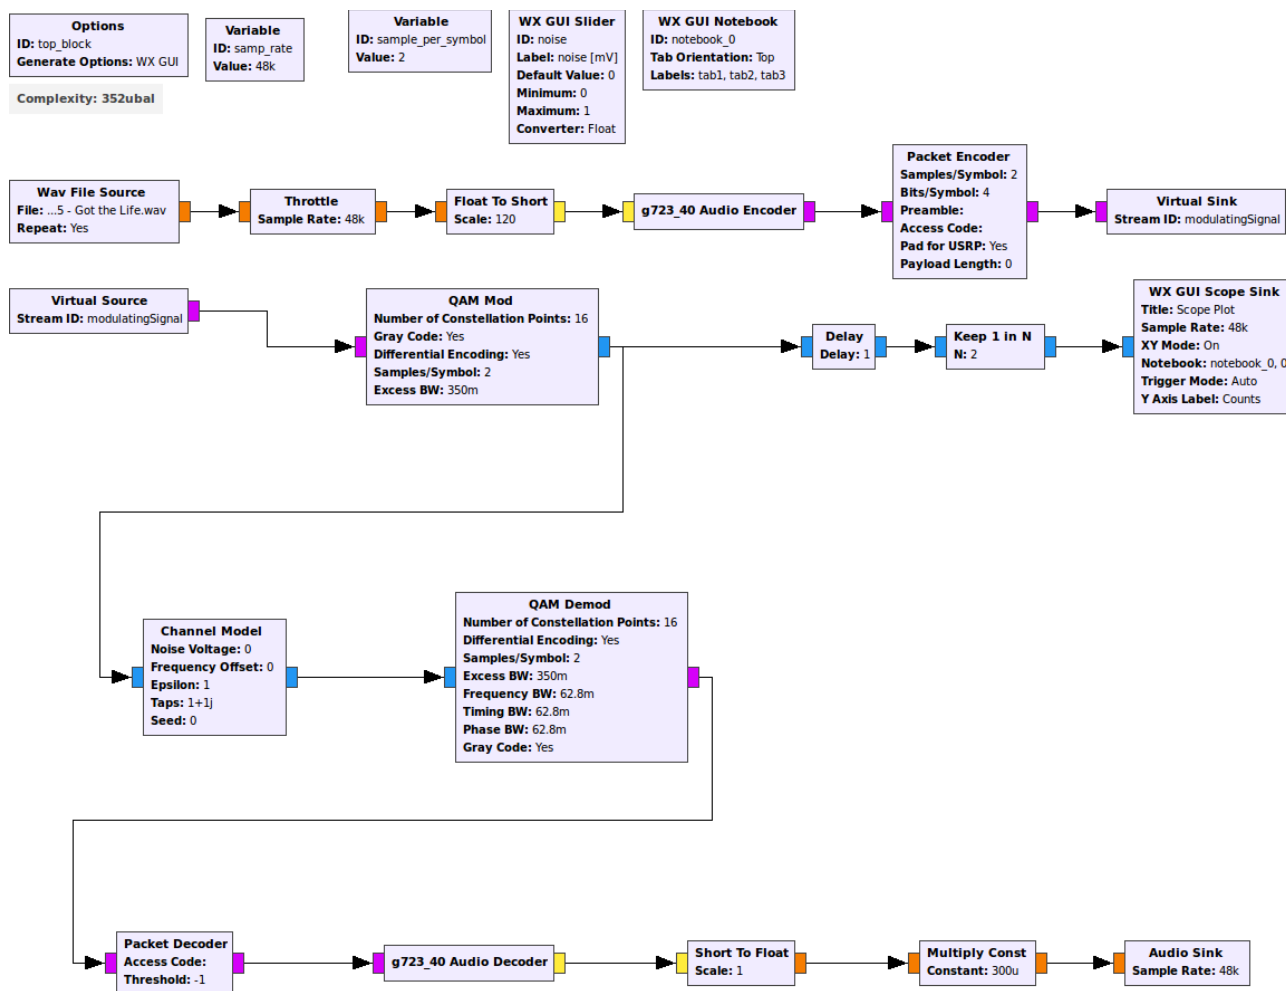 Options
ID: top_block
Generate Options: WX GUI
Complexity: 352ubal
Variable
ID: samp_rate
Value: 48k
Variable
ID: sample_per_symbol
Value: 2
WX GUI Slider
ID: noise
Label: noise [mV]
Default Value: 0
Minimum: 0
Maximum: 1
Converter: Float
WX GUI Notebook
ID: notebook_0
Tab Orientation: Top
Labels: tab1, tab2, tab3
Wav File Source
File: ...5 - Got the Life.wav
Repeat: Yes
Throttle
Sample Rate: 48k
Float To Short
Scale: 120
g723_40 Audio Encoder
Packet Encoder
Samples/Symbol: 2
Bits/Symbol: 4
Preamble:
Access Code:
Pad for USRP: Yes
Payload Length: 0
Virtual Sink
Stream ID: modulatingSignal
Virtual Source
Stream ID: modulatingSignal
QAM Mod
Number of Constellation Points: 16
Gray Code: Yes
Differential Encoding: Yes
Samples/Symbol: 2
Excess BW: 350m
Delay
Delay: 1
Keep 1 in N
N: 2
WX GUI Scope Sink
Title: Scope Plot
Sample Rate: 48k
XY Mode: On
Notebook: notebook_0, 0
Trigger Mode: Auto
Y Axis Label: Counts
Channel Model
Noise Voltage: 0
Frequency Offset: 0
Epsilon: 1
Taps: 1+1j
Seed: 0
QAM Demod
Number of Constellation Points: 16
Differential Encoding: Yes
Samples/Symbol: 2
Excess BW: 350m
Frequency BW: 62.8m
Timing BW: 62.8m
Phase BW: 62.8m
Gray Code: Yes
Packet Decoder
Access Code:
Threshold: -1
g723_40 Audio Decoder
Short To Float
Scale: 1
Multiply Const
Constant: 300u
Audio Sink
Sample Rate: 48k